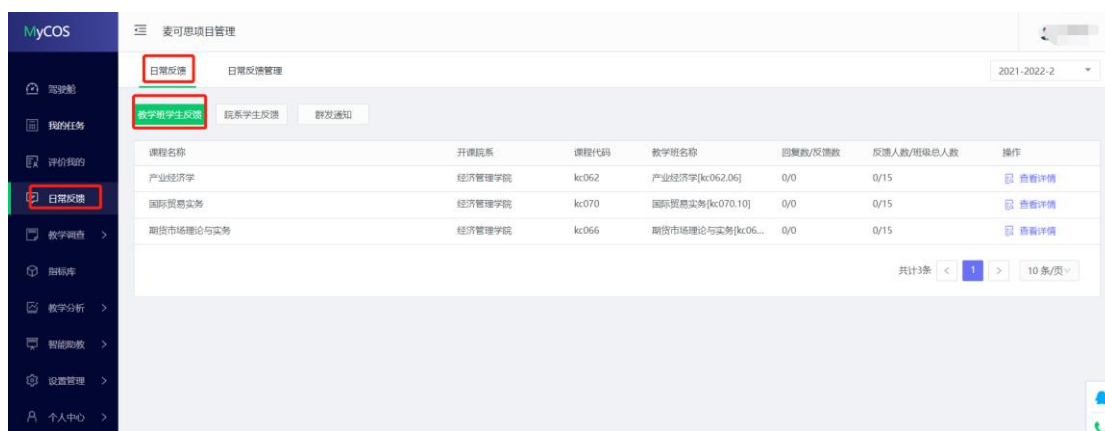 MyCOS
麦可思项目管理
日常反馈 日常反馈管理
2021-2022-2
教学班学生反馈 院系学生反馈 群发通知
驾驶舱
我的任务
评价我的
日常反馈
教学调查
指标库
教学分析
智能助教
设置管理
个人中心
课程名称 开课院系 课程代码 教学班名称 回复数/反馈数 反馈人数/班级总人数 操作
产业经济学 经济管理学院 kc062 产业经济学[kc062.06] 0/0 0/15 查看详情
国际贸易实务 经济管理学院 kc070 国际贸易实务[kc070.10] 0/0 0/15 查看详情
期货市场理论与实务 经济管理学院 kc066 期货市场理论与实务[kc06... 0/0 0/15 查看详情
共计3条 < 1 > 10 条/页